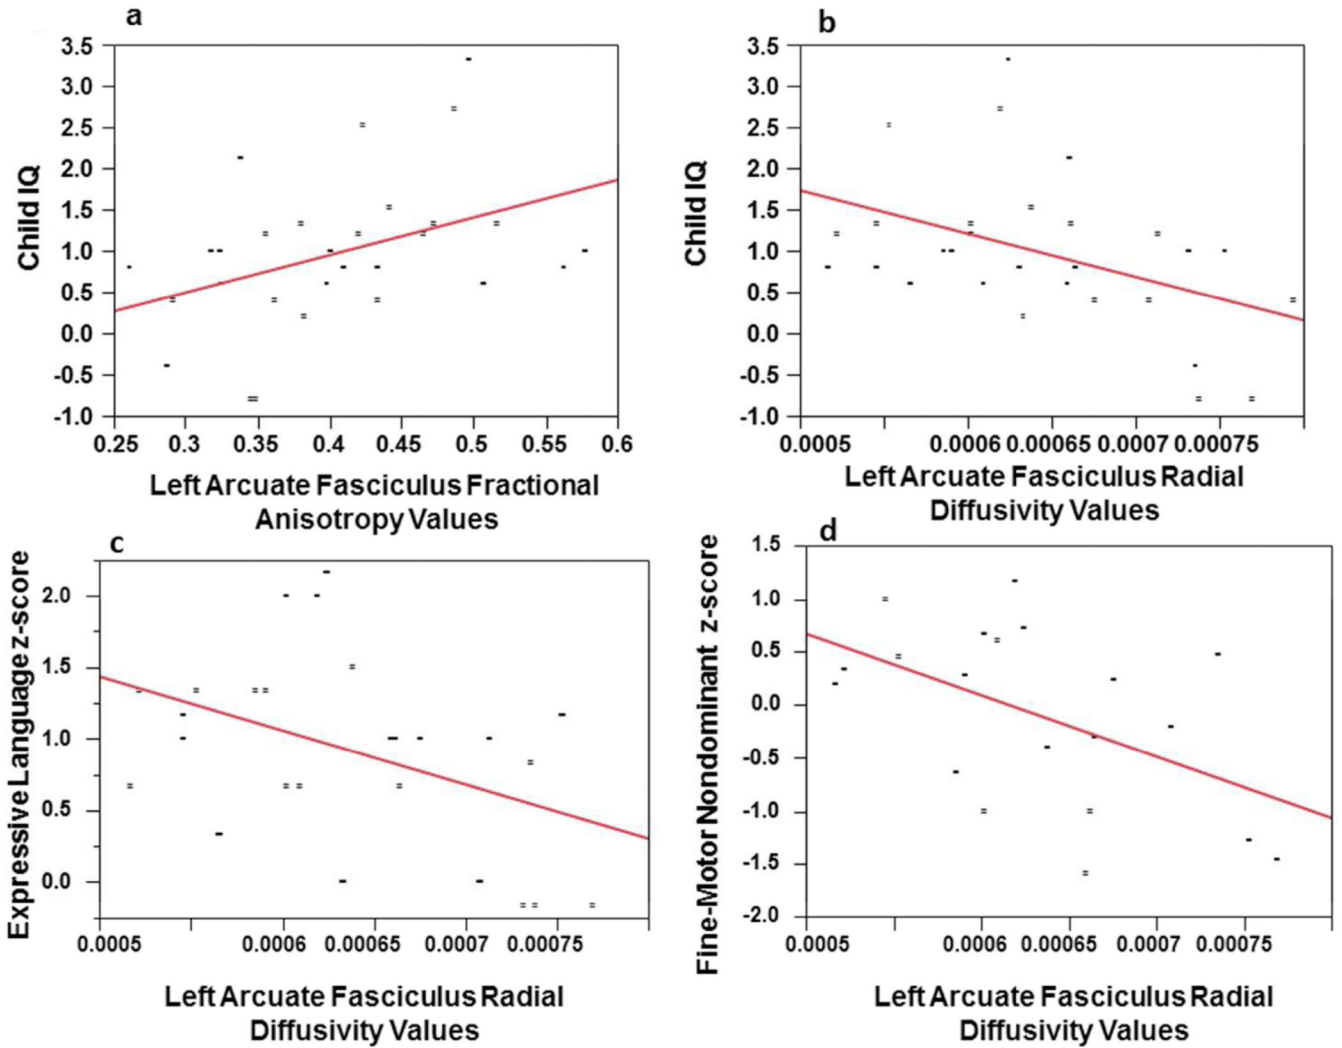 a
3.5
3.0
2.5
2.0
1.5
1.0
0.5
0.0
-0.5
-1.0
Child IQ
0.25 0.3 0.35 0.4 0.45 0.5 0.55 0.6
Left Arcuate Fasciculus Fractional
Anisotropy Values
b
3.5
3.0
2.5
2.0
1.5
1.0
0.5
0.0
-0.5
-1.0
Child IQ
0.0005 0.0006 0.00065 0.0007 0.00075
Left Arcuate Fasciculus Radial
Diffusivity Values
c
2.0
1.5
1.0
0.5
0.0
Expressive Language z-score
0.0005 0.0006 0.00065 0.0007 0.00075
Left Arcuate Fasciculus Radial
Diffusivity Values
d
1.5
1.0
0.5
0.0
-0.5
-1.0
-1.5
-2.0
Fine-Motor Nondominant z-score
0.0005 0.0006 0.00065 0.0007 0.00075
Left Arcuate Fasciculus Radial
Diffusivity Values